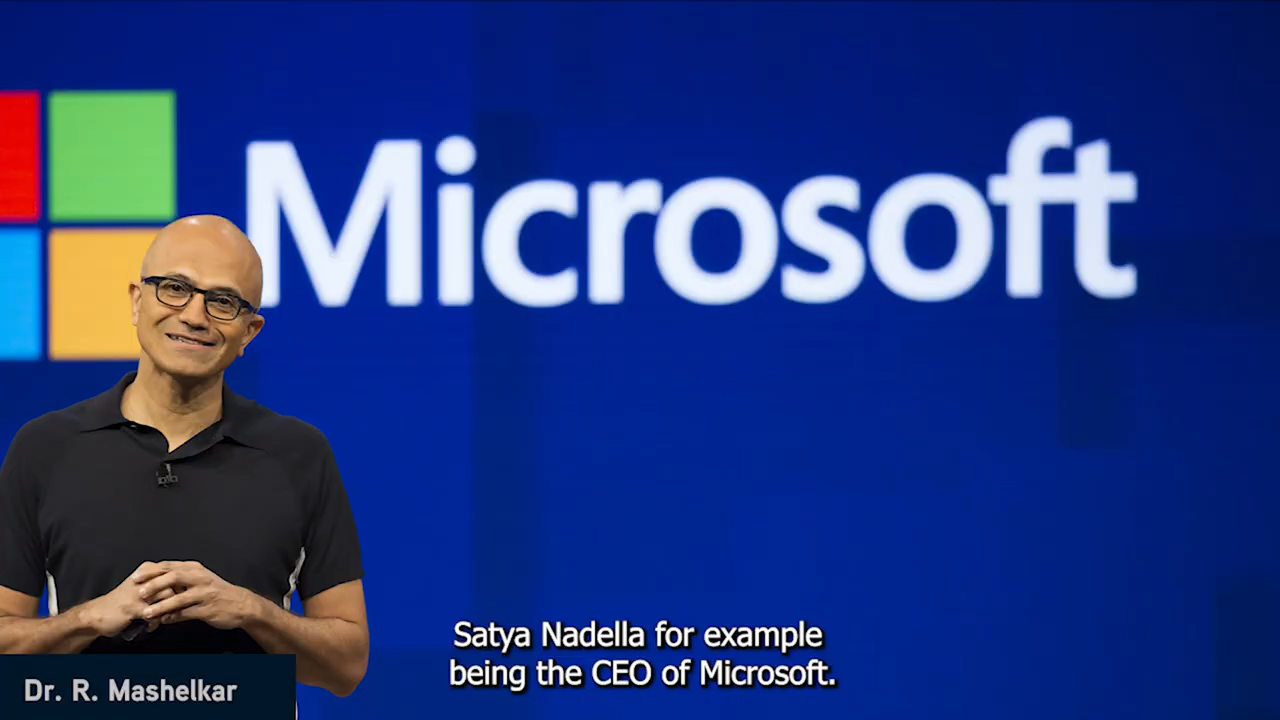 Microsoft
Satya Nadella for example
being the CEO of Microsoft.
Dr. R. Mashelkar